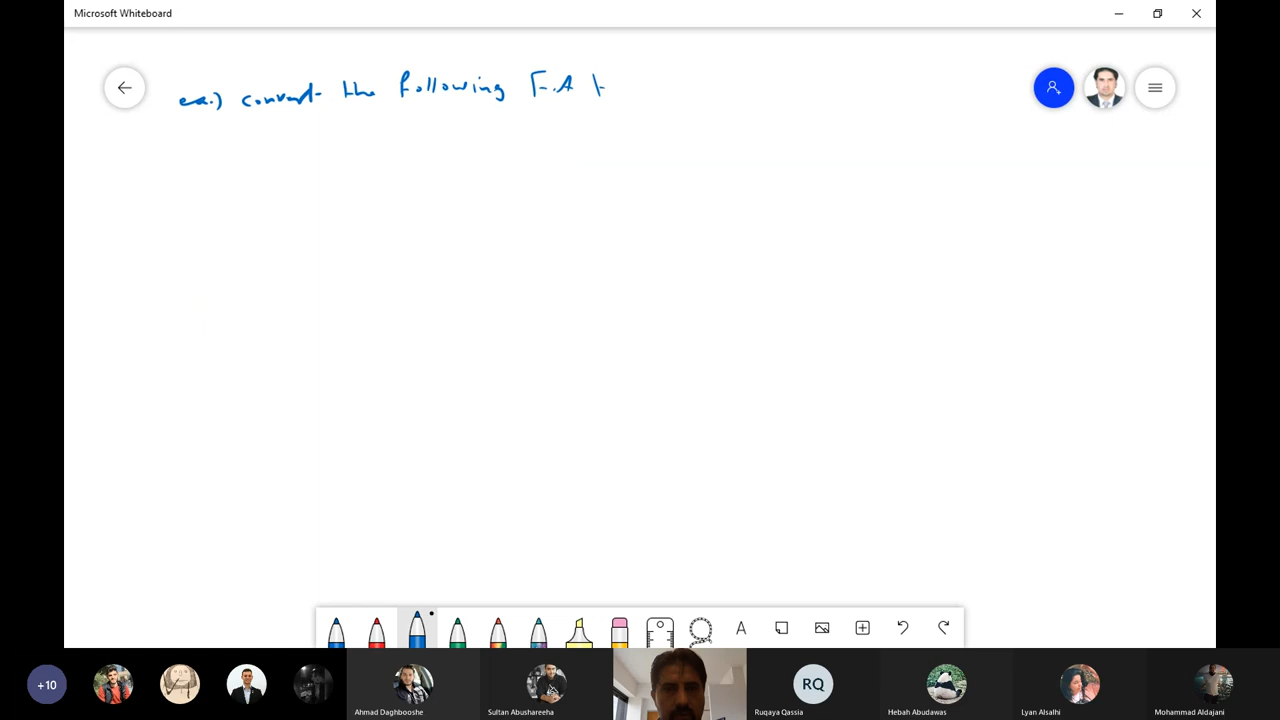 Microsoft Whiteboard
ex.) convert the following F.A t
A
+10
RQ
Ahmad Daghbooshe
Sultan Abushareeha
Ruqaya Qassia
Hebah Abudawas
Lyan Alsalhi
Mohammad Aldajani